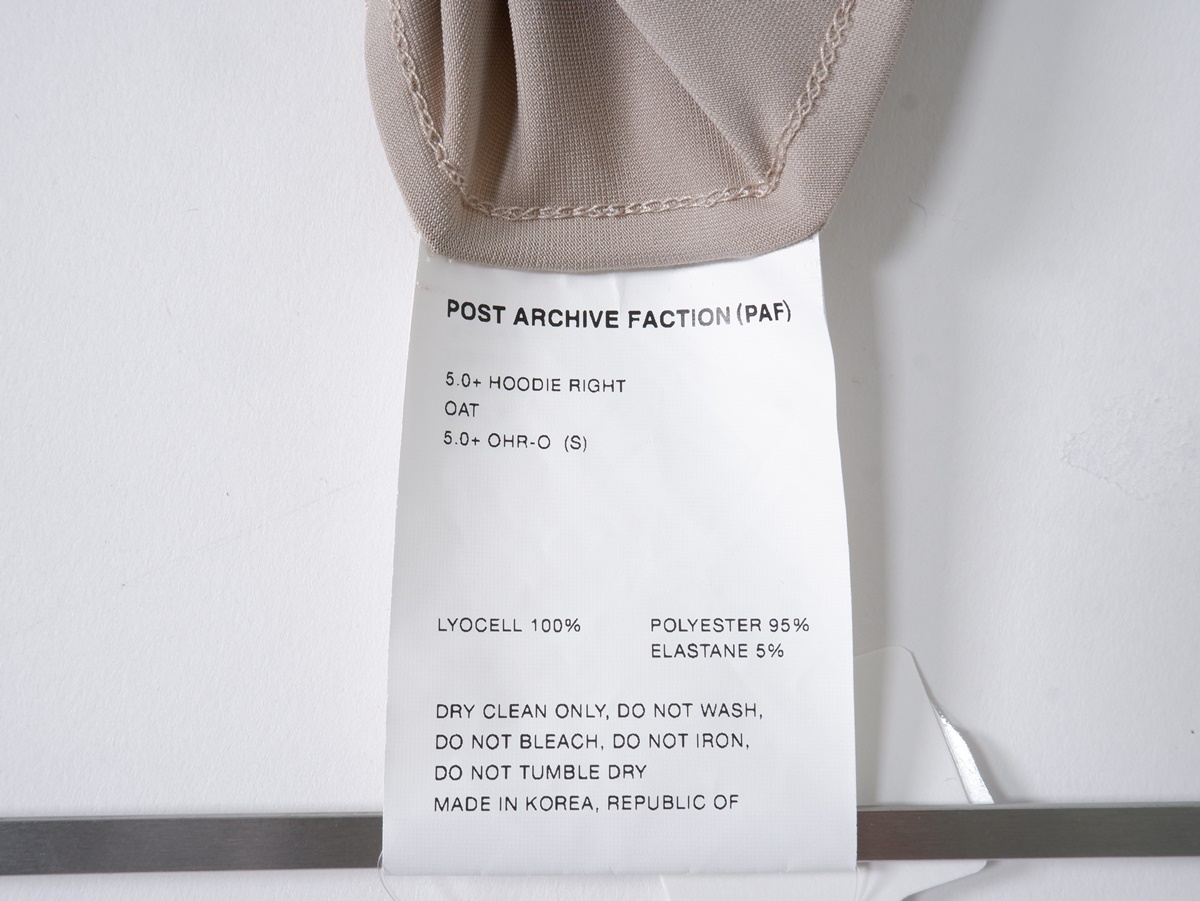 POST ARCHIVE FACTION (PAF)
5.0+ HOODIE RIGHT
OAT
5.0+ OHR-O (S)
LYOCELL 100% POLYESTER 95%
ELASTANE 5%
DRY CLEAN ONLY, DO NOT WASH,
DO NOT BLEACH, DO NOT IRON,
DO NOT TUMBLE DRY
MADE IN KOREA, REPUBLIC OF